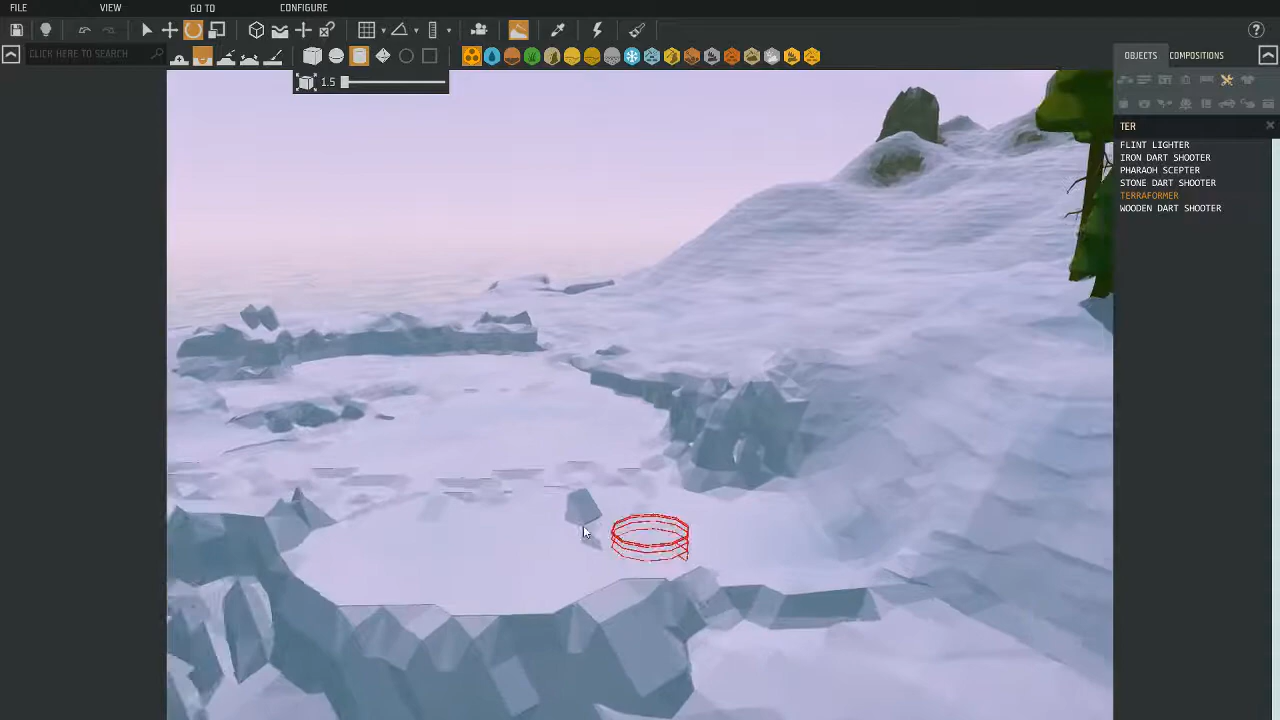 FILE VIEW GO TO CONFIGURE
CLICK HERE TO SEARCH
1.5
OBJECTS COMPOSITIONS
TER
FLINT LIGHTER
IRON DART SHOOTER
PHARAOH SCEPTER
STONE DART SHOOTER
TERRAFORMER
WOODEN DART SHOOTER